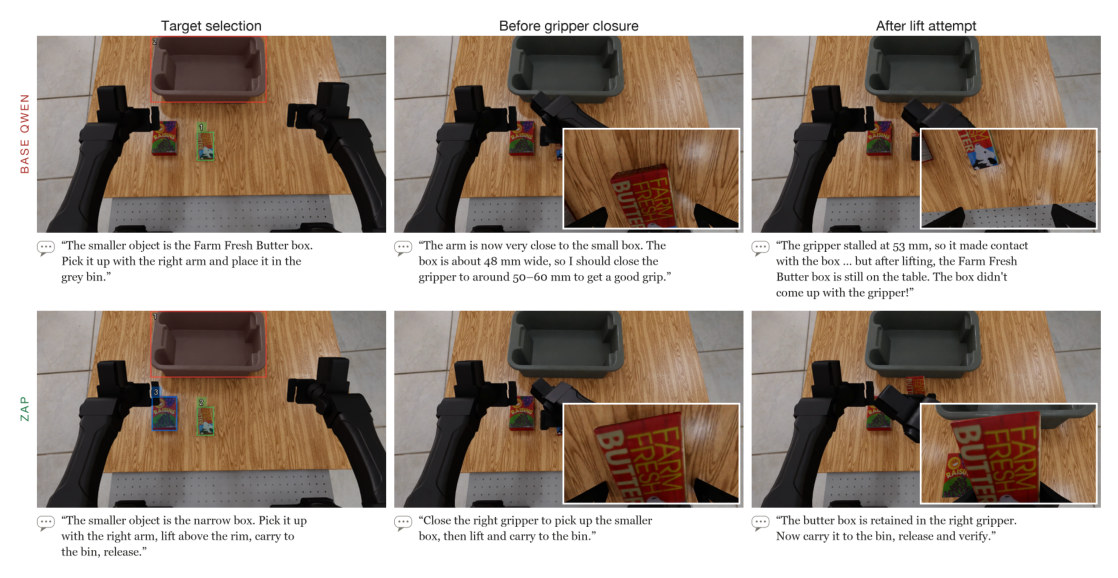 Target selection
Before gripper closure
After lift attempt
BASE QWEN
1
BUTTER
FARM
FRESH
BUTTER
“The smaller object is the Farm Fresh Butter box.
Pick it up with the right arm and place it in the
grey bin.”
“The arm is now very close to the small box. The
box is about 48 mm wide, so I should close the
gripper to around 50–60 mm to get a good grip.”
“The gripper stalled at 53 mm, so it made contact
with the box ... but after lifting, the Farm Fresh
Butter box is still on the table. The box didn't
come up with the gripper!”
ZAP
3
5
BUTTER
FRESH
FARM
BUTTER
FRESH
FARM
“The smaller object is the narrow box. Pick it up
with the right arm, lift above the rim, carry to
the bin, release.”
“Close the right gripper to pick up the smaller
box, then lift and carry to the bin.”
“The butter box is retained in the right gripper.
Now carry it to the bin, release and verify.”